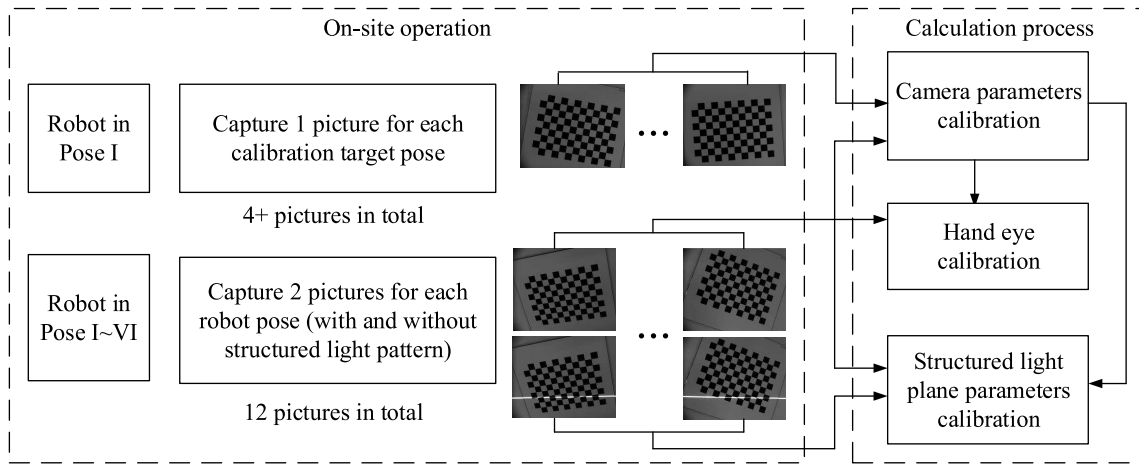 On-site operation
Robot in
Pose I
Capture 1 picture for each
calibration target pose
4+ pictures in total
Robot in
Pose I~VI
Capture 2 pictures for each
robot pose (with and without
structured light pattern)
12 pictures in total
Calculation process
Camera parameters
calibration
Hand eye
calibration
Structured light
plane parameters
calibration